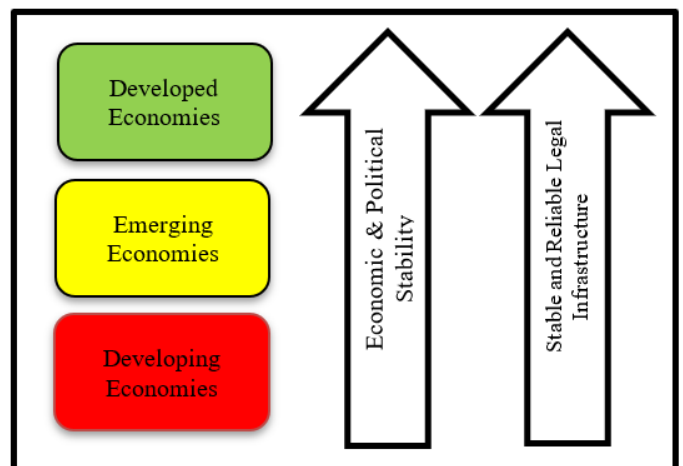 Developed
Economies
Emerging
Economies
Developing
Economies
Economic & Political
Stability
Stable and Reliable Legal
Infrastructure